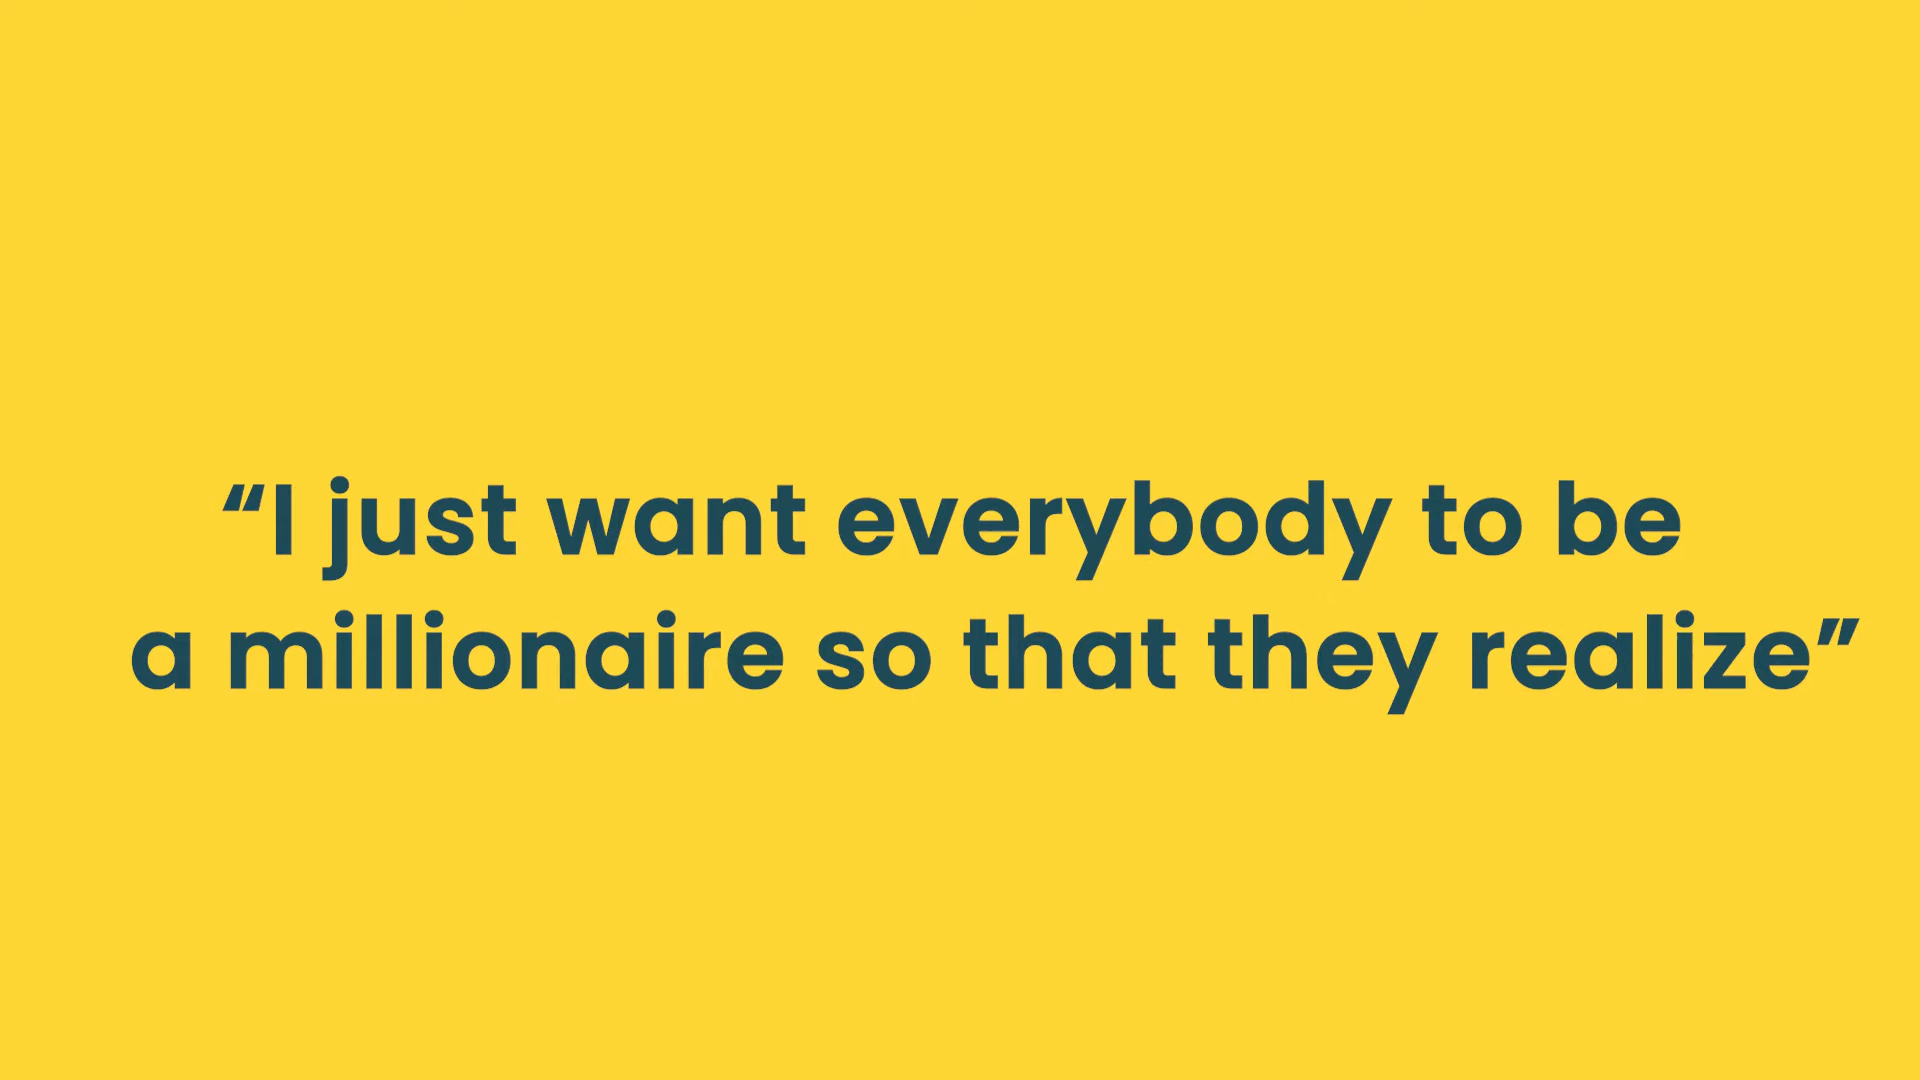 “I just want everybody to be
a millionaire so that they realize”